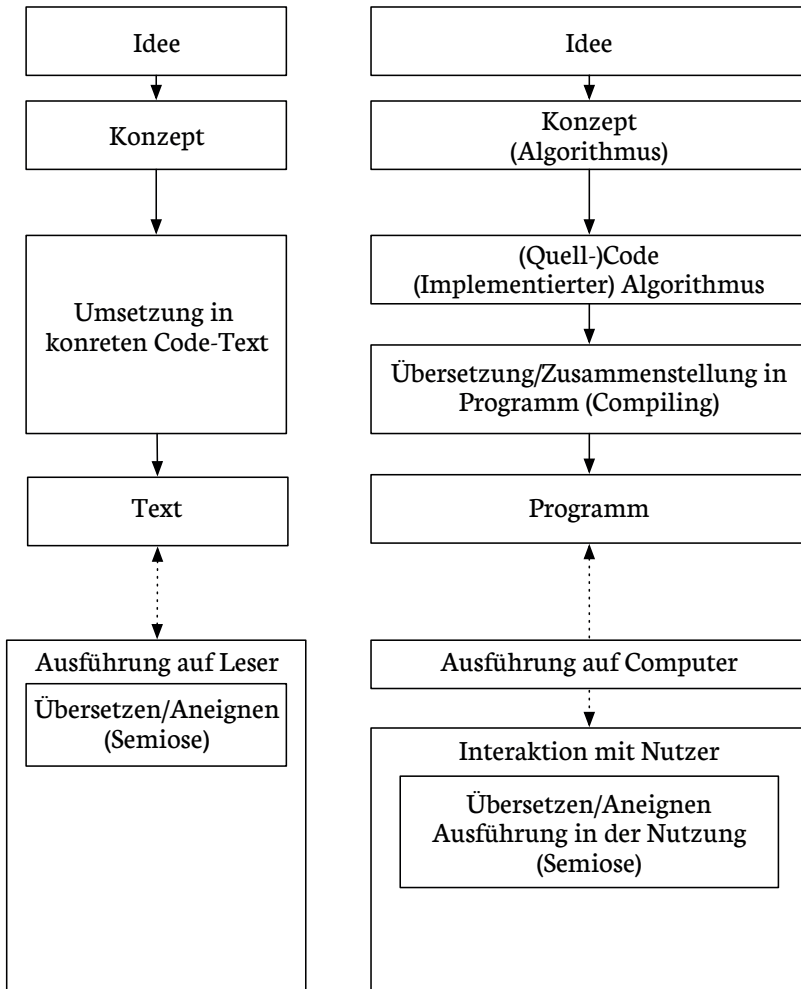 Idee
Konzept
Umsetzung in
konreten Code-Text
Text
Ausführung auf Leser
Übersetzen/Aneignen
(Semiose)
Idee
Konzept
(Algorithmus)
(Quell-)Code
(Implementierter) Algorithmus
Übersetzung/Zusammenstellung in
Programm (Compiling)
Programm
Ausführung auf Computer
Interaktion mit Nutzer
Übersetzen/Aneignen
Ausführung in der Nutzung
(Semiose)